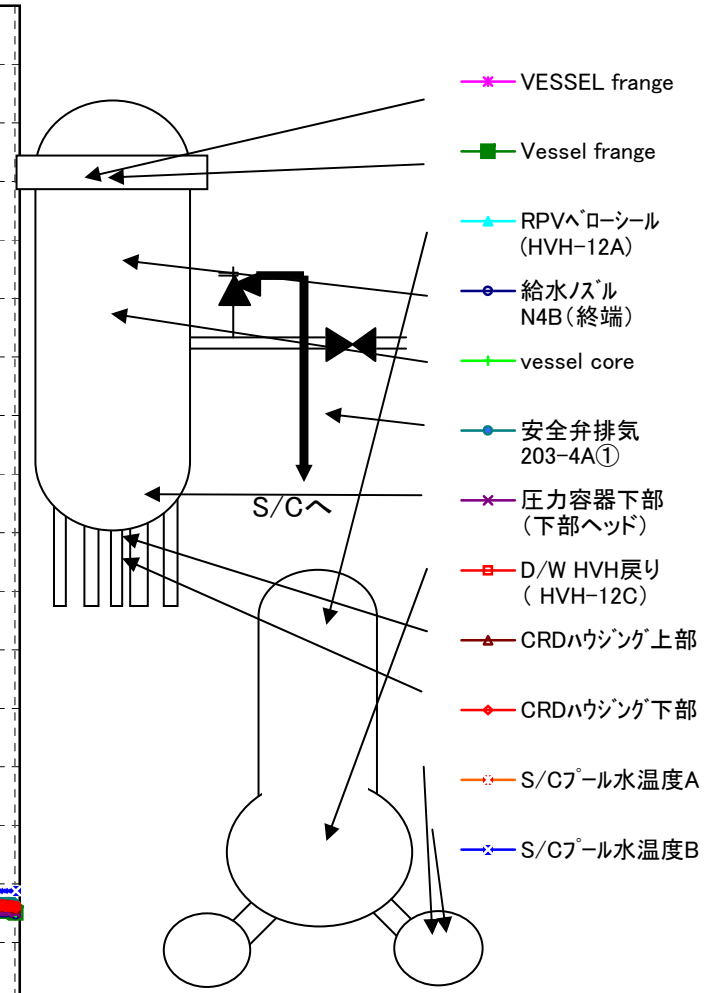 VESSEL frange
Vessel frange
RPVﾍﾞﾛｰｼｰﾙ
(HVH-12A)
給水ﾉｽﾞﾙ
N4B(終端)
vessel core
安全弁排気
203-4A①
圧力容器下部
(下部ヘッド)
D/W HVH戻り
( HVH-12C)
CRDﾊｳｼﾞﾝｸﾞ上部
CRDﾊｳｼﾞﾝｸﾞ下部
S/Cﾌﾟｰﾙ水温度A
S/Cﾌﾟｰﾙ水温度B
S/Cへ